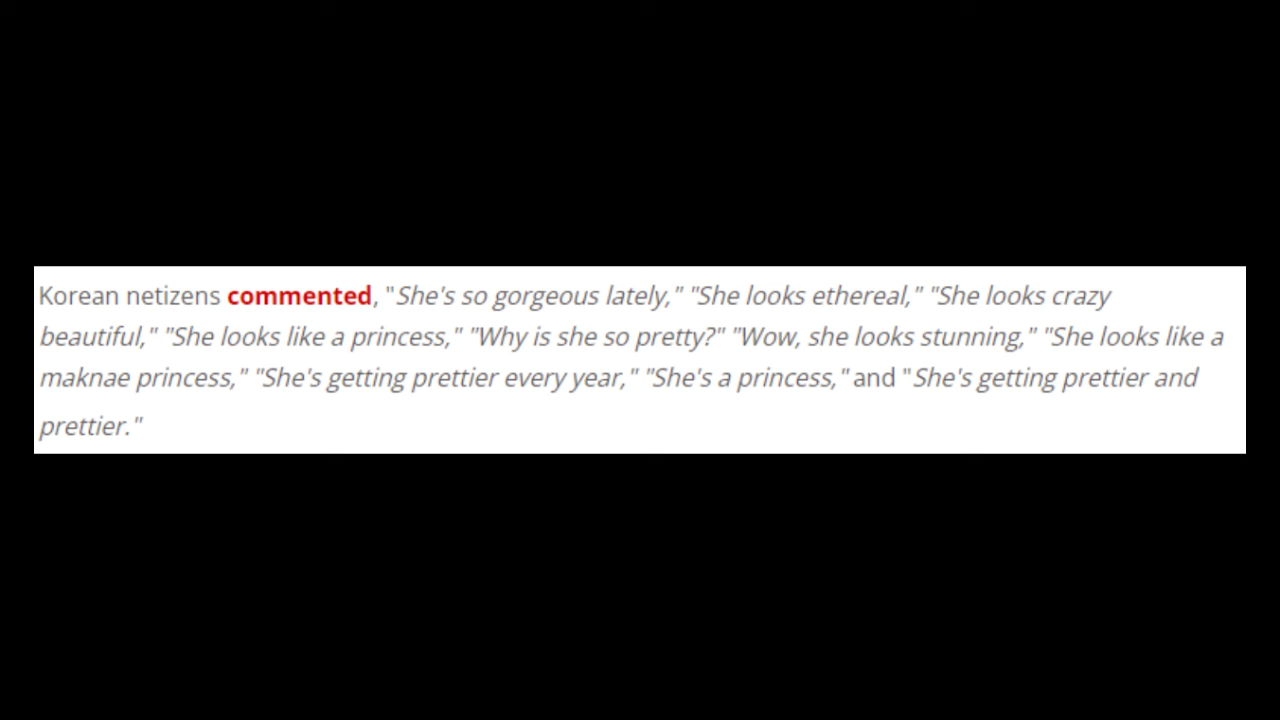 Korean netizens commented, "She's so gorgeous lately," "She looks ethereal," "She looks crazy
beautiful," "She looks like a princess," "Why is she so pretty?" "Wow, she looks stunning," "She looks like a
maknae princess," "She's getting prettier every year," "She's a princess," and "She's getting prettier and
prettier."